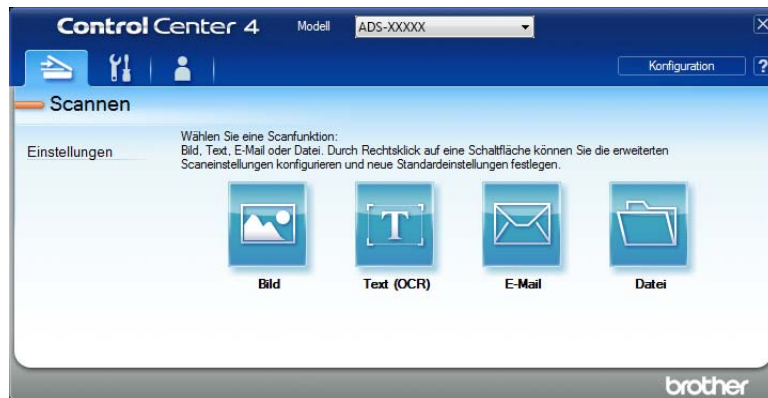 Control Center 4
Modell
ADS-XXXXX
Konfiguration
?
Scannen
Einstellungen
Wählen Sie eine Scanfunktion:
Bild, Text, E-Mail oder Datei. Durch Rechtsklick auf eine Schaltfläche können Sie die erweiterten
Scaneinstellungen konfigurieren und neue Standardeinstellungen festlegen.
T
Bild
Text (OCR)
E-Mail
Datei
brother